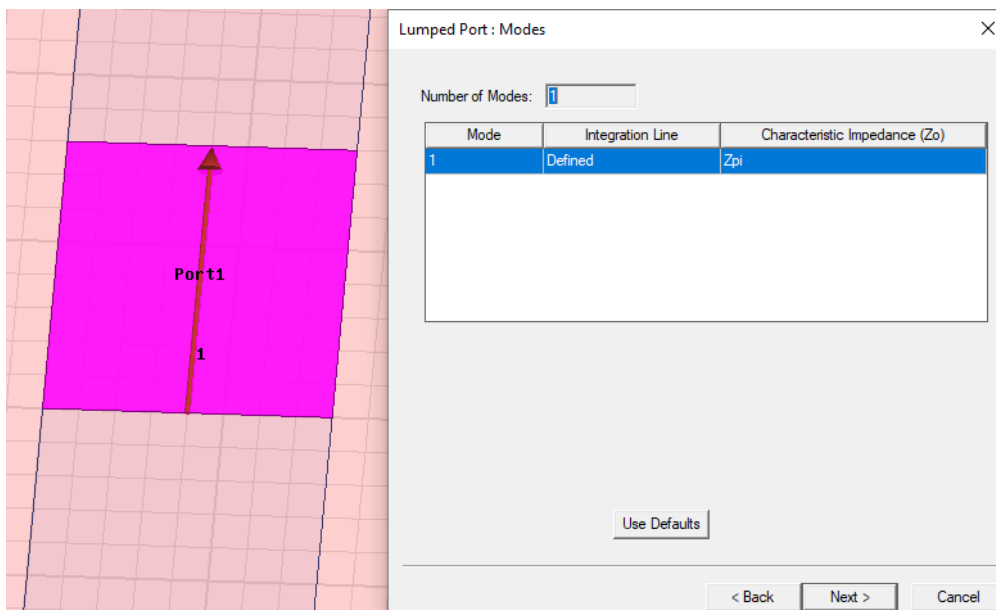 Port1
1
Lumped Port : Modes
Number of Modes: 1
Mode Integration Line Characteristic Impedance (Zo)
1 Defined Zpi
Use Defaults
< Back Next > Cancel